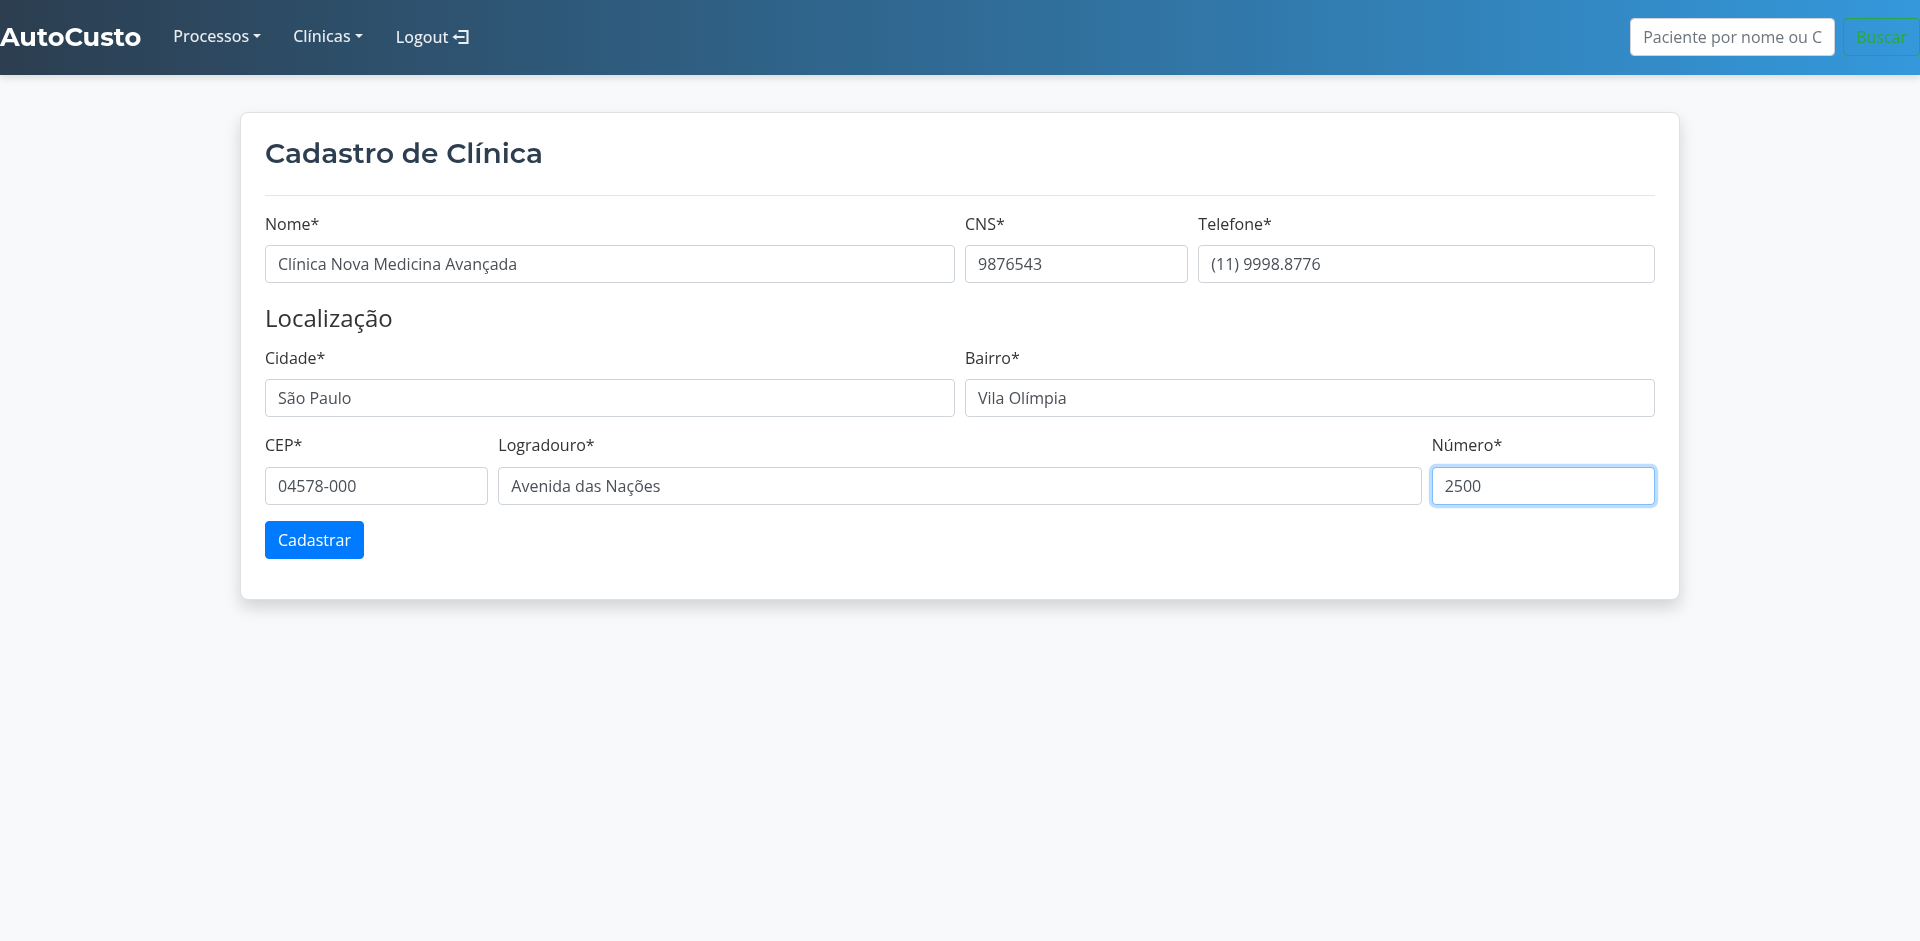 AutoCusto Processos Clínicas Logout Paciente por nome ou C Buscar
Cadastro de Clínica
Nome* CNS* Telefone*
Clínica Nova Medicina Avançada 9876543 (11) 9998.8776
Localização
Cidade* Bairro*
São Paulo Vila Olímpia
CEP* Logradouro* Número*
04578-000 Avenida das Nações 2500
Cadastrar